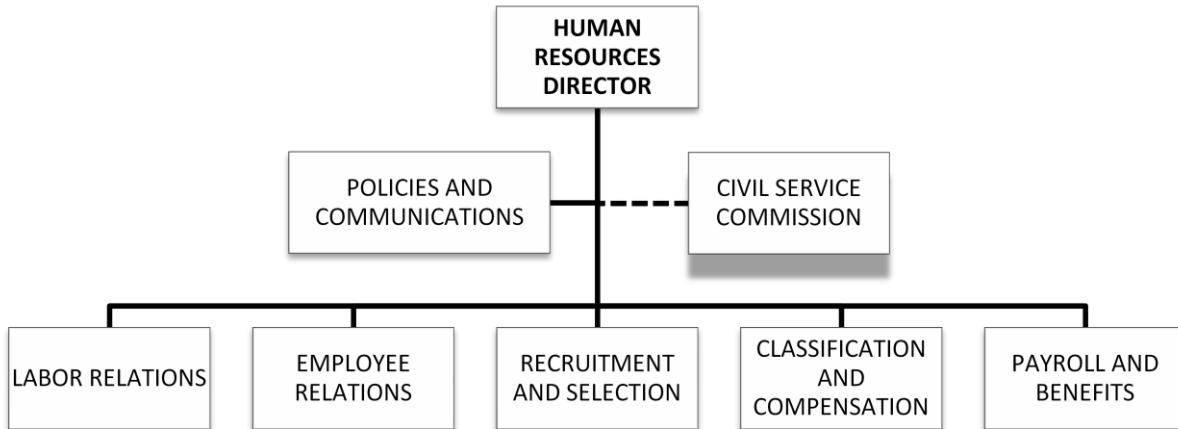 HUMAN
RESOURCES
DIRECTOR
POLICIES AND
COMMUNICATIONS
CIVIL SERVICE
COMMISSION
LABOR RELATIONS
EMPLOYEE
RELATIONS
RECRUITMENT
AND SELECTION
CLASSIFICATION
AND
COMPENSATION
PAYROLL AND
BENEFITS